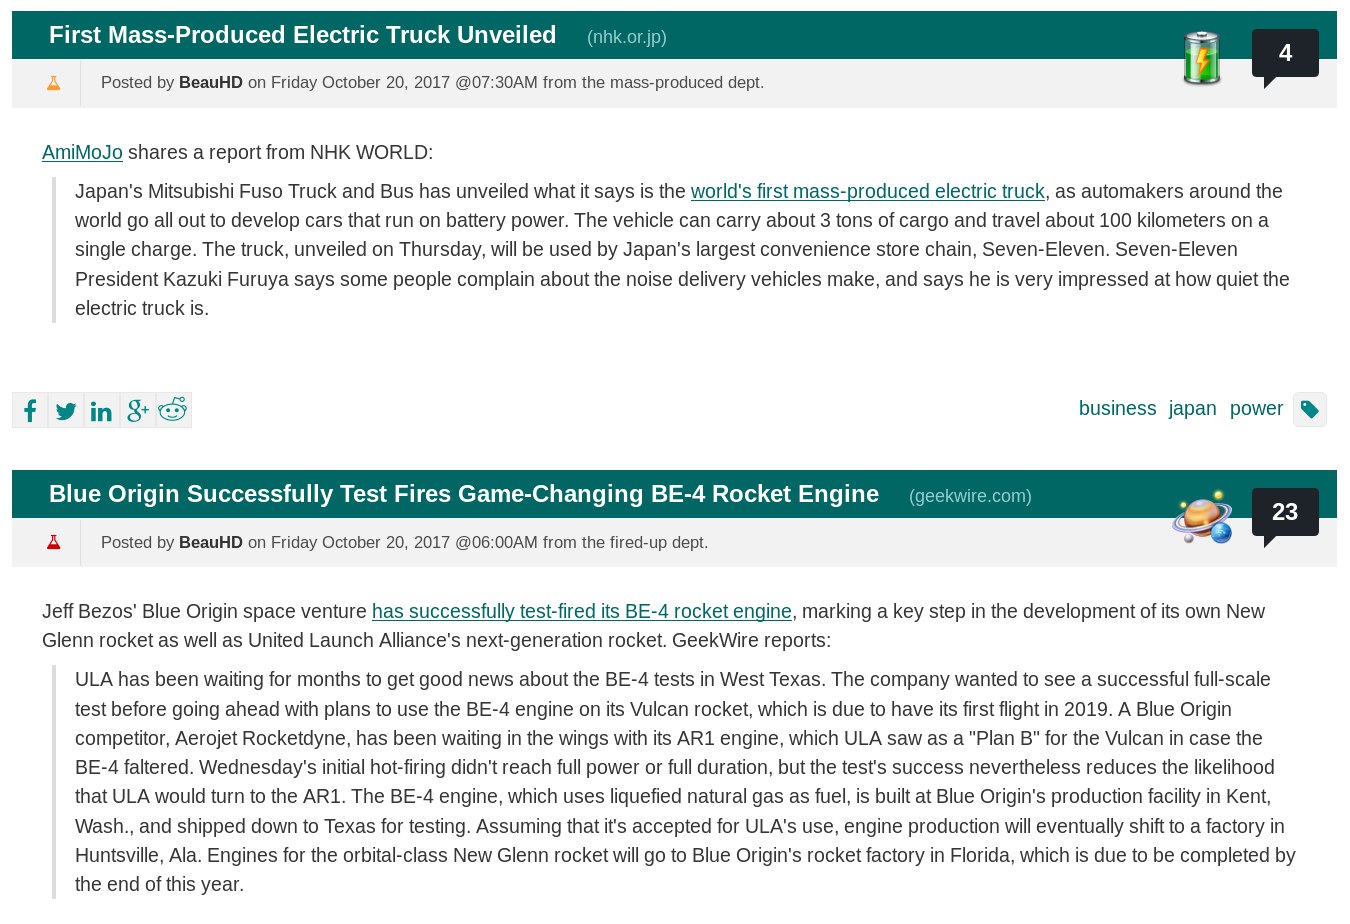 First Mass-Produced Electric Truck Unveiled (nhk.or.jp)
4
Posted by BeauHD on Friday October 20, 2017 @07:30AM from the mass-produced dept.
AmiMoJo shares a report from NHK WORLD:
Japan's Mitsubishi Fuso Truck and Bus has unveiled what it says is the world's first mass-produced electric truck, as automakers around the
world go all out to develop cars that run on battery power. The vehicle can carry about 3 tons of cargo and travel about 100 kilometers on a
single charge. The truck, unveiled on Thursday, will be used by Japan's largest convenience store chain, Seven-Eleven. Seven-Eleven
President Kazuki Furuya says some people complain about the noise delivery vehicles make, and says he is very impressed at how quiet the
electric truck is.
business japan power
Blue Origin Successfully Test Fires Game-Changing BE-4 Rocket Engine (geekwire.com)
23
Posted by BeauHD on Friday October 20, 2017 @06:00AM from the fired-up dept.
Jeff Bezos' Blue Origin space venture has successfully test-fired its BE-4 rocket engine, marking a key step in the development of its own New
Glenn rocket as well as United Launch Alliance's next-generation rocket. GeekWire reports:
ULA has been waiting for months to get good news about the BE-4 tests in West Texas. The company wanted to see a successful full-scale
test before going ahead with plans to use the BE-4 engine on its Vulcan rocket, which is due to have its first flight in 2019. A Blue Origin
competitor, Aerojet Rocketdyne, has been waiting in the wings with its AR1 engine, which ULA saw as a "Plan B" for the Vulcan in case the
BE-4 faltered. Wednesday's initial hot-firing didn't reach full power or full duration, but the test's success nevertheless reduces the likelihood
that ULA would turn to the AR1. The BE-4 engine, which uses liquefied natural gas as fuel, is built at Blue Origin's production facility in Kent,
Wash., and shipped down to Texas for testing. Assuming that it's accepted for ULA's use, engine production will eventually shift to a factory in
Huntsville, Ala. Engines for the orbital-class New Glenn rocket will go to Blue Origin's rocket factory in Florida, which is due to be completed by
the end of this year.